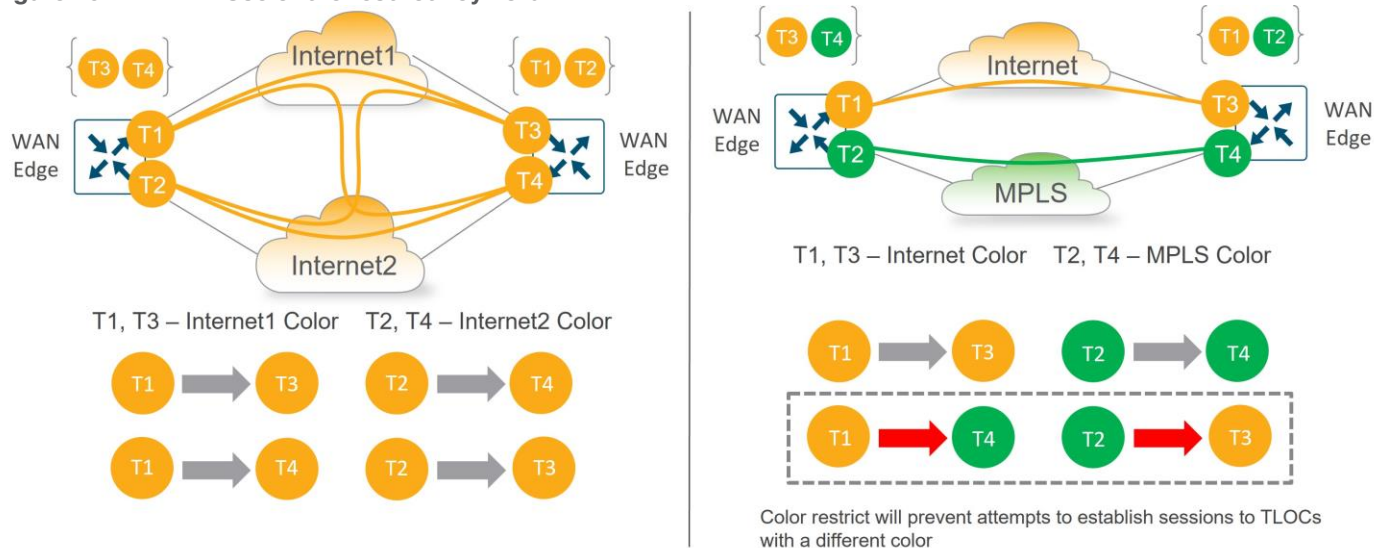 T3 T4
Internet1
T1 T2
WAN
Edge
T1
T2
T3
T4
WAN
Edge
Internet2
T1, T3 – Internet1 Color T2, T4 – Internet2 Color
T1 T3 T2 T4
T1 T4 T2 T3
T3 T4
Internet
T1 T2
WAN
Edge
T1
T2
T3
T4
WAN
Edge
MPLS
T1, T3 – Internet Color T2, T4 – MPLS Color
T1 T3 T2 T4
T1 T4 T2 T3
Color restrict will prevent attempts to establish sessions to TLOCs
with a different color